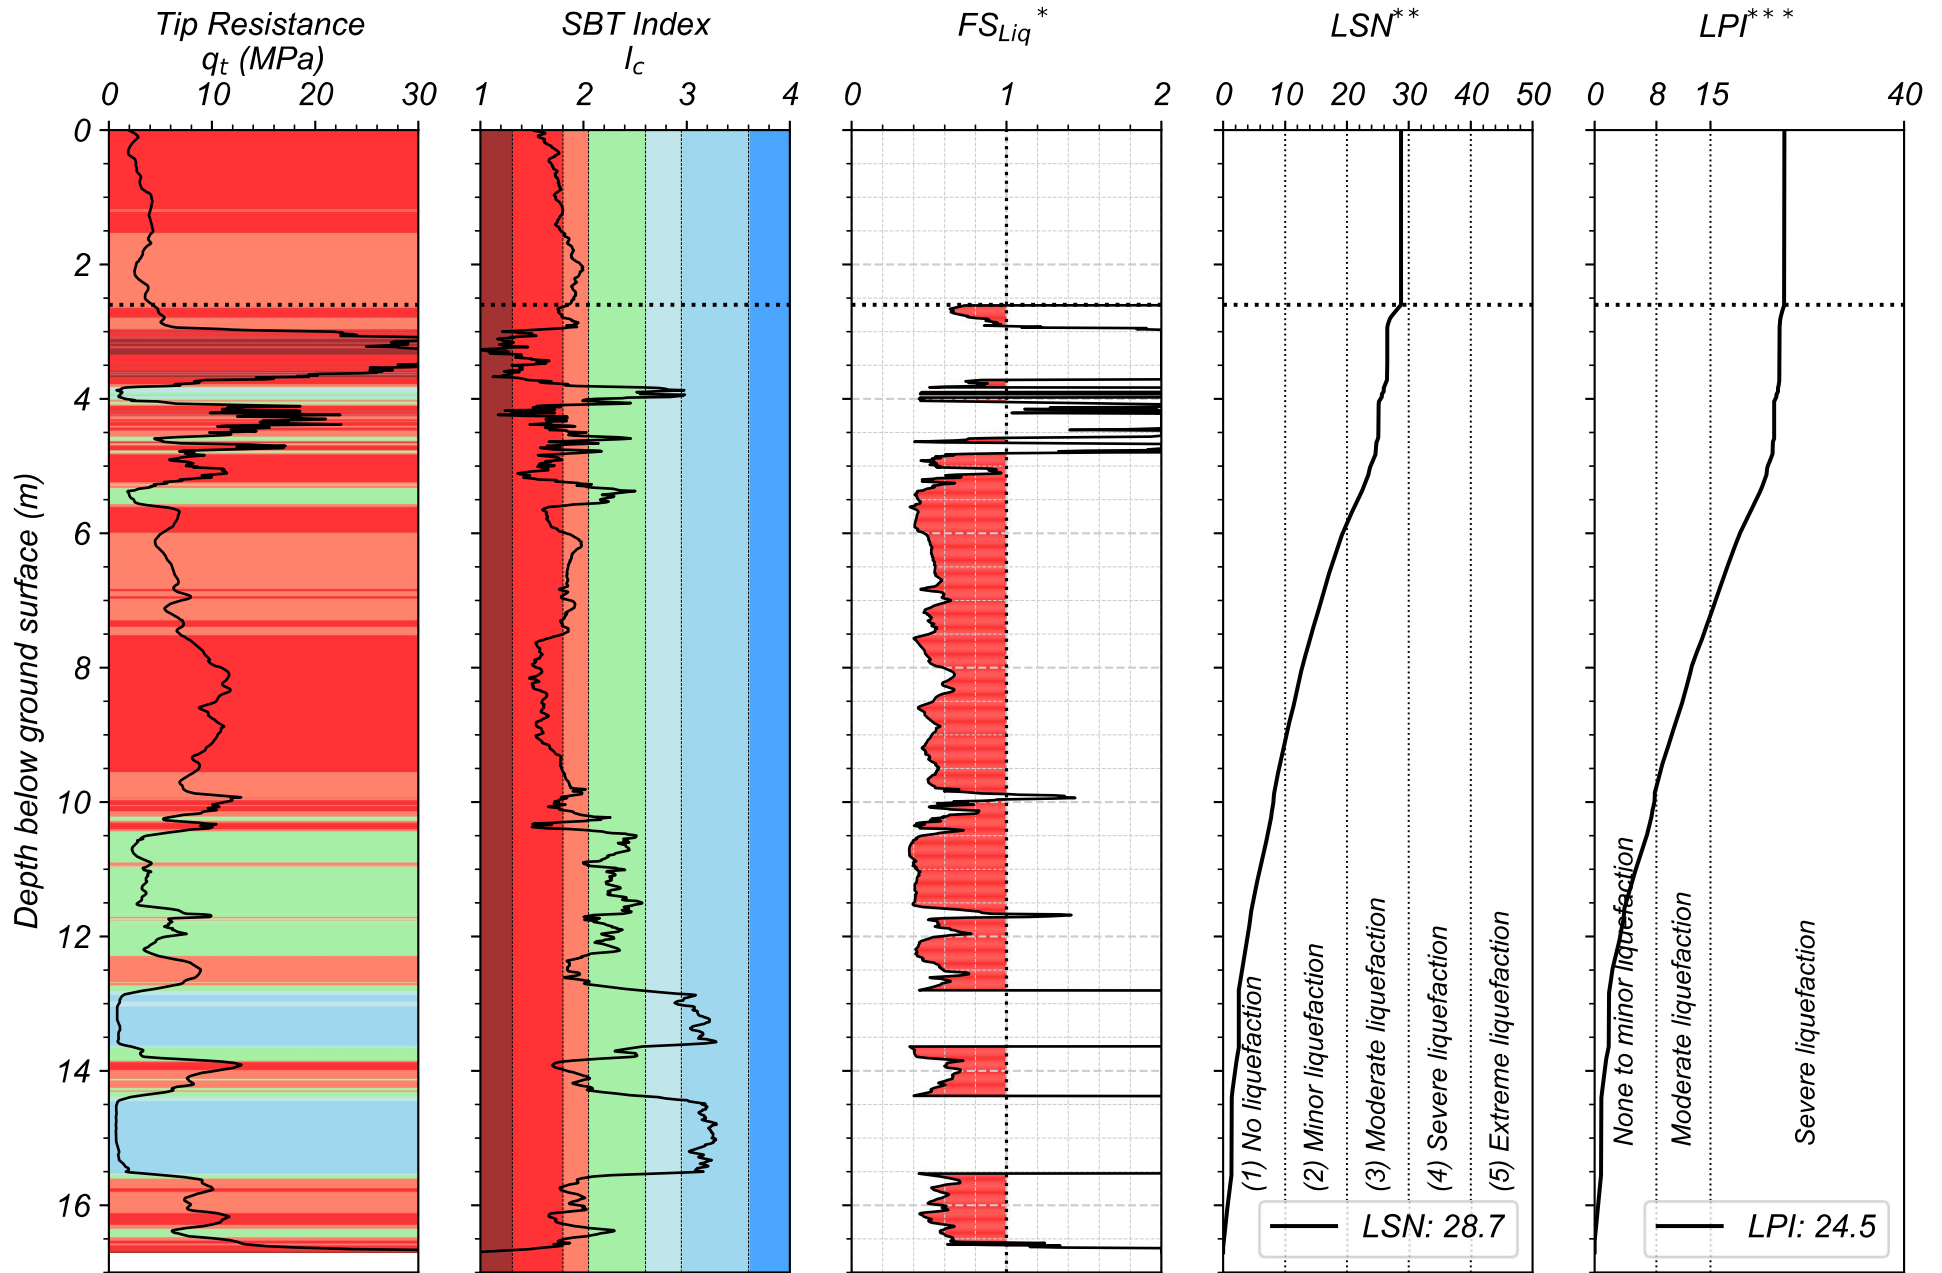 Tip Resistance
q_t (MPa)
0 10 20 30
SBT Index
I_c
1 2 3 4
FS_Liq *
0 1 2
LSN**
0 10 20 30 40 50
LPI***
0 8 15 40
Depth below ground surface (m)
0
2
4
6
8
10
12
14
16
(1) No liquefaction
(2) Minor liquefaction
(3) Moderate liquefaction
(4) Severe liquefaction
(5) Extreme liquefaction
LSN: 28.7
None to minor liquefaction
Moderate liquefaction
Severe liquefaction
LPI: 24.5